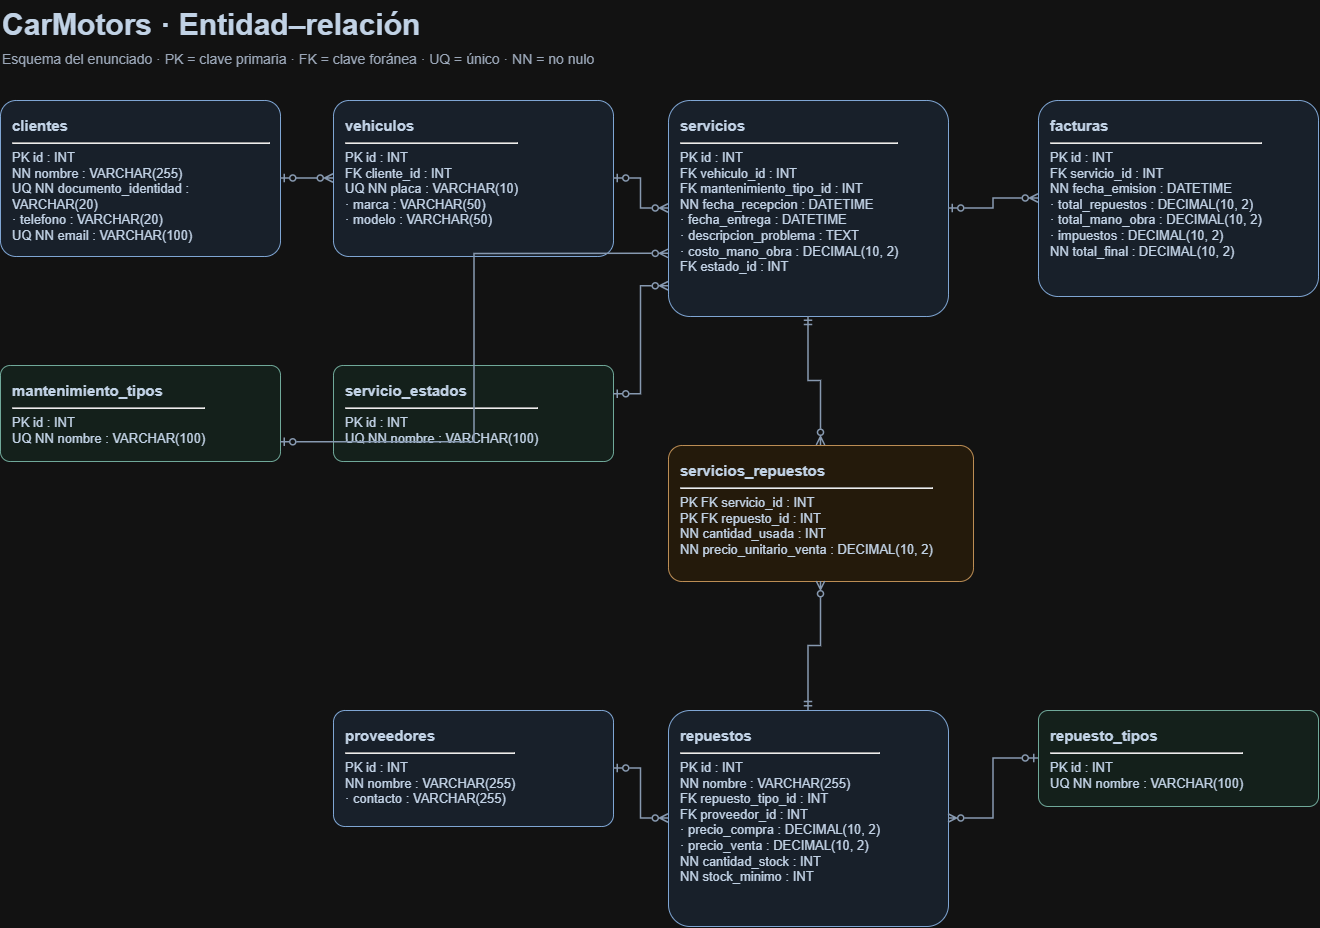 CarMotors · Entidad–relación
Esquema del enunciado · PK = clave primaria · FK = clave foránea · UQ = único · NN = no nulo
clientes
PK id : INT
NN nombre : VARCHAR(255)
UQ NN documento_identidad :
VARCHAR(20)
· telefono : VARCHAR(20)
UQ NN email : VARCHAR(100)
vehiculos
PK id : INT
FK cliente_id : INT
UQ NN placa : VARCHAR(10)
· marca : VARCHAR(50)
· modelo : VARCHAR(50)
servicios
PK id : INT
FK vehiculo_id : INT
FK mantenimiento_tipo_id : INT
NN fecha_recepcion : DATETIME
· fecha_entrega : DATETIME
· descripcion_problema : TEXT
· costo_mano_obra : DECIMAL(10, 2)
FK estado_id : INT
facturas
PK id : INT
FK servicio_id : INT
NN fecha_emision : DATETIME
· total_repuestos : DECIMAL(10, 2)
· total_mano_obra : DECIMAL(10, 2)
· impuestos : DECIMAL(10, 2)
NN total_final : DECIMAL(10, 2)
mantenimiento_tipos
PK id : INT
UQ NN nombre : VARCHAR(100)
servicio_estados
PK id : INT
UQ NN nombre : VARCHAR(100)
servicios_repuestos
PK FK servicio_id : INT
PK FK repuesto_id : INT
NN cantidad_usada : INT
NN precio_unitario_venta : DECIMAL(10, 2)
proveedores
PK id : INT
NN nombre : VARCHAR(255)
· contacto : VARCHAR(255)
repuestos
PK id : INT
NN nombre : VARCHAR(255)
FK repuesto_tipo_id : INT
FK proveedor_id : INT
· precio_compra : DECIMAL(10, 2)
· precio_venta : DECIMAL(10, 2)
NN cantidad_stock : INT
NN stock_minimo : INT
repuesto_tipos
PK id : INT
UQ NN nombre : VARCHAR(100)